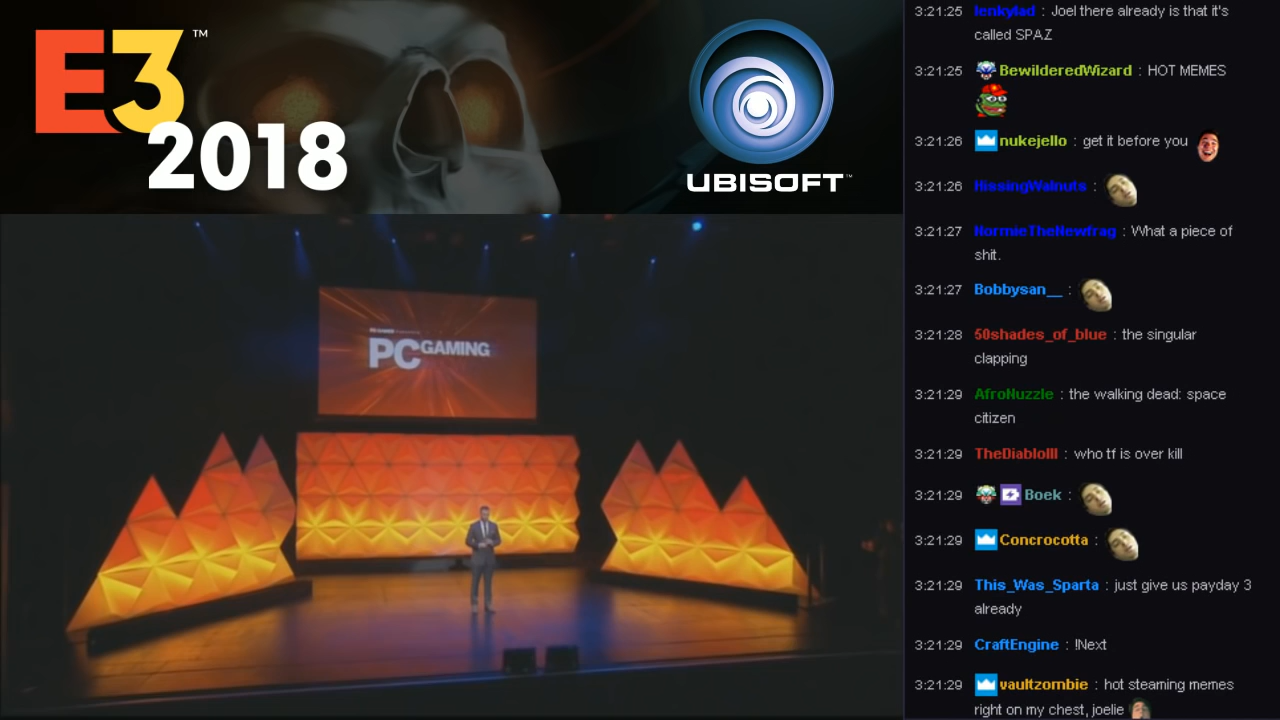 E3™
2018
UBISOFT™
PC GAMING
3:21:25 lenkylad : Joel there already is that it's
called SPAZ
3:21:25 BewilderedWizard : HOT MEMES
3:21:26 nukejello : get it before you
3:21:26 HissingWalnuts :
3:21:27 NormieTheNewfrag : What a piece of
shit.
3:21:27 Bobbysan__ :
3:21:28 50shades_of_blue : the singular
clapping
3:21:29 AfroNuzzle : the walking dead: space
citizen
3:21:29 TheDiablolll : who tf is over kill
3:21:29 Boek :
3:21:29 Concrocotta :
3:21:29 This_Was_Sparta : just give us payday 3
already
3:21:29 CraftEngine : !Next
3:21:29 vaultzombie : hot steaming memes
right on my chest, joelie